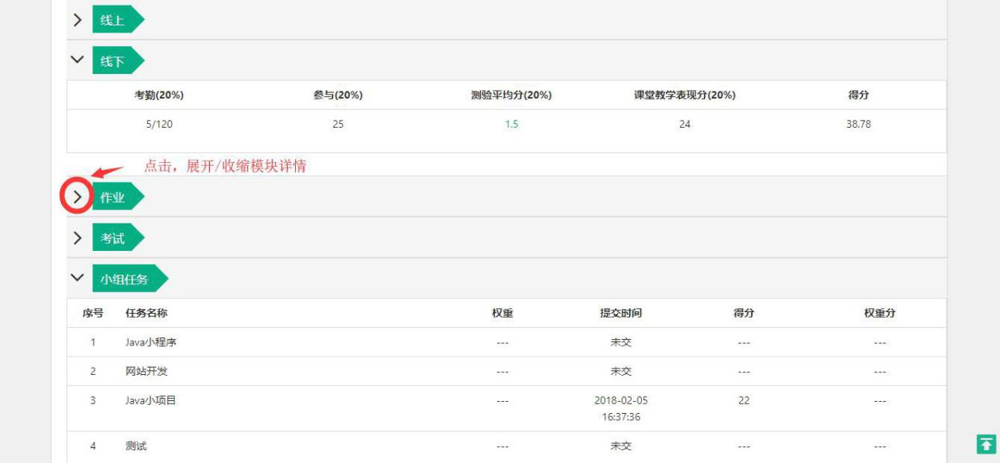 线上
线下
考勤(20%) 参与(20%) 测验平均分(20%) 课堂教学表现分(20%) 得分
5/120 25 1.5 24 38.78
点击，展开/收缩模块详情
作业
考试
小组任务
序号 任务名称 权重 提交时间 得分 权重分
1 Java小程序 --- 未交 --- ---
2 网站开发 --- 未交 --- ---
3 Java小项目 --- 2018-02-05 22 ---
16:37:36
4 测试 --- 未交 --- ---